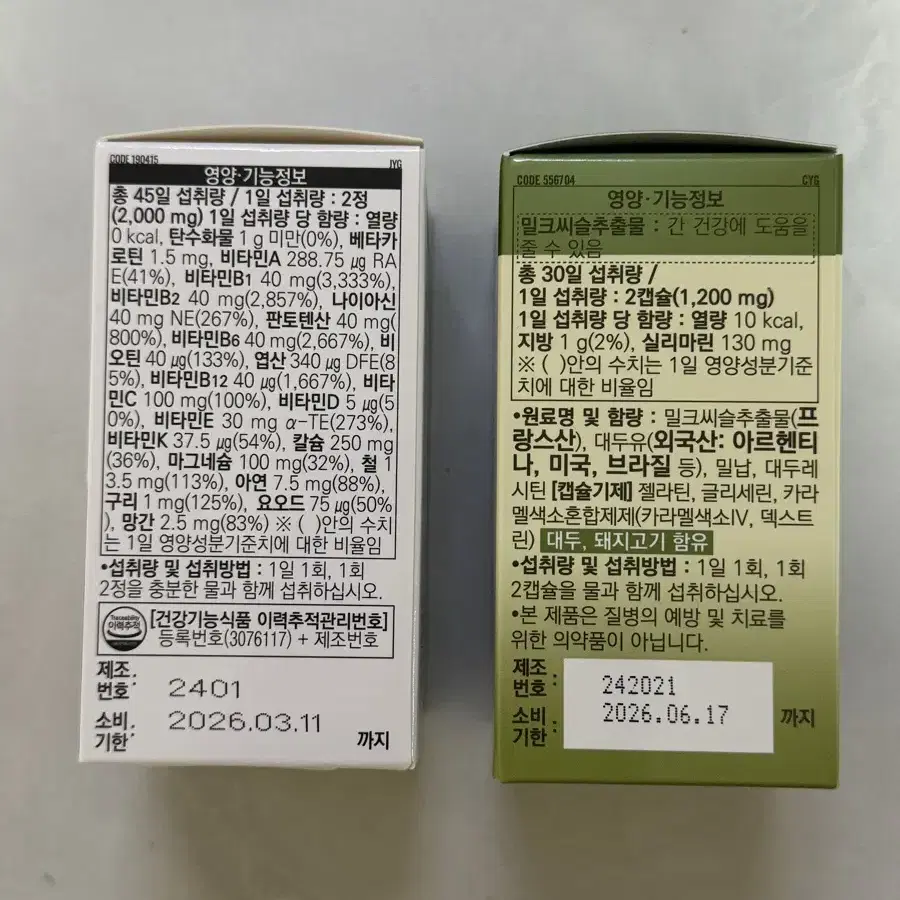 CODE 190415
JYG
영양·기능정보
총 45일 섭취량 / 1일 섭취량 : 2정
(2,000 mg) 1일 섭취량 당 함량 : 열량
0 kcal, 탄수화물 1 g 미만(0%), 베타카
로틴 1.5 mg, 비타민A 288.75 ㎍ RA
E(41%), 비타민B1 40 mg(3,333%),
비타민B2 40 mg(2,857%), 나이아신
40 mg NE(267%), 판토텐산 40 mg(
800%), 비타민B6 40 mg(2,667%), 비
오틴 40 ㎍(133%), 엽산 340 ㎍ DFE(8
5%), 비타민B12 40 ㎍(1,667%), 비타
민C 100 mg(100%), 비타민D 5 ㎍(5
0%), 비타민E 30 mg α-TE(273%),
비타민K 37.5 ㎍(54%), 칼슘 250 mg
(36%), 마그네슘 100 mg(32%), 철 1
3.5 mg(113%), 아연 7.5 mg(88%),
구리 1 mg(125%), 요오드 75 ㎍(50%
), 망간 2.5 mg(83%) ※ ( )안의 수치
는 1일 영양성분기준치에 대한 비율임
•섭취량 및 섭취방법 : 1일 1회, 1회
2정을 충분한 물과 함께 섭취하십시오.
Traceability
이력추적
[건강기능식품 이력추적관리번호]
등록번호(3076117) + 제조번호
제조
번호 : 2401
소비
기한 : 2026.03.11 까지
CODE 556704
CYG
영양·기능정보
밀크씨슬추출물 : 간 건강에 도움을
줄 수 있음
총 30일 섭취량 /
1일 섭취량 : 2캡슐(1,200 mg)
1일 섭취량 당 함량 : 열량 10 kcal,
지방 1 g(2%), 실리마린 130 mg
※ ( )안의 수치는 1일 영양성분기준
치에 대한 비율임
•원료명 및 함량 : 밀크씨슬추출물(프
랑스산), 대두유(외국산: 아르헨티
나, 미국, 브라질 등), 밀납, 대두레
시틴 [캡슐기제] 젤라틴, 글리세린, 카라
멜색소혼합제제(카라멜색소Ⅳ, 덱스트
린) 대두, 돼지고기 함유
•섭취량 및 섭취방법 : 1일 1회, 1회
2캡슐을 물과 함께 섭취하십시오.
•본 제품은 질병의 예방 및 치료를
위한 의약품이 아닙니다.
제조
번호 : 242021
소비
기한 : 2026.06.17 까지